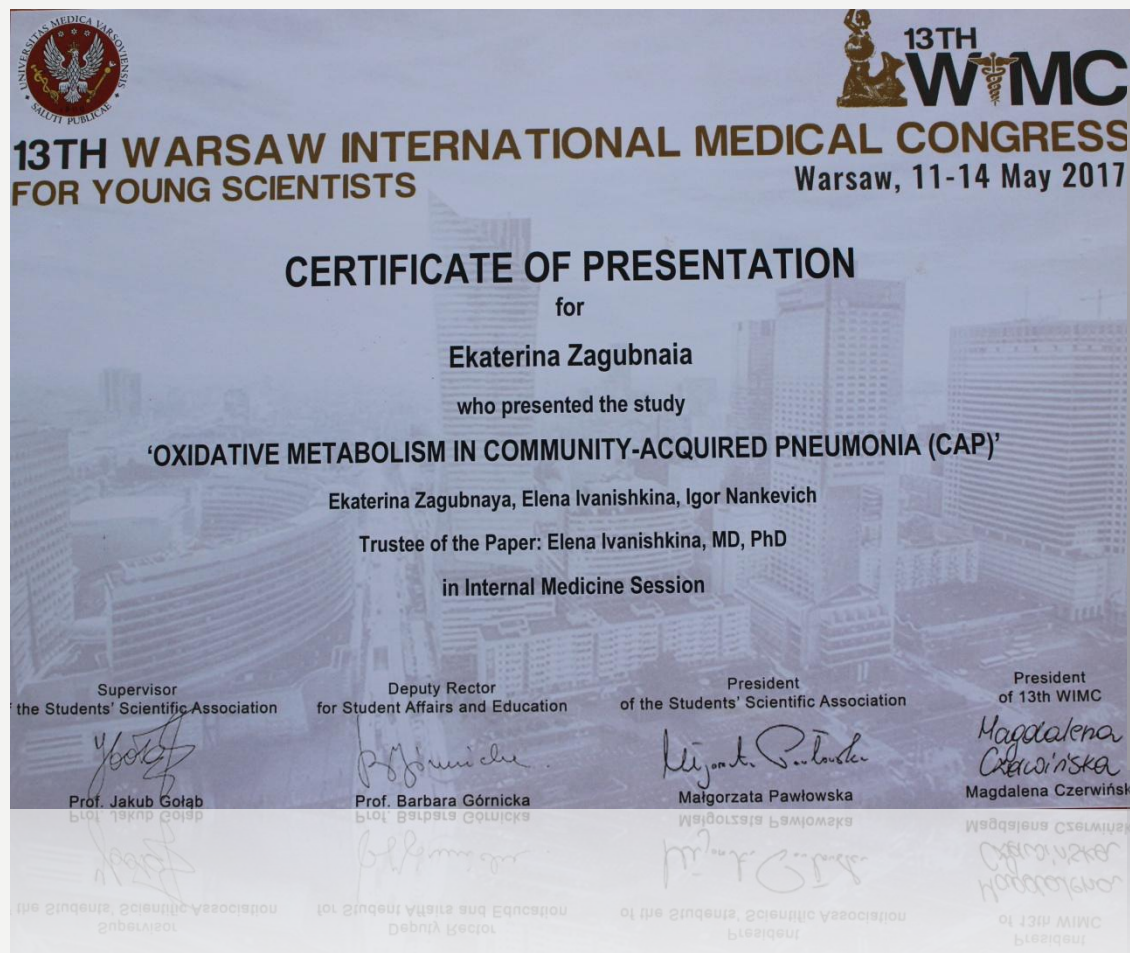 UNIVERSITAS MEDICA VARSOVIENSIS
SALUTI PUBLICAE
13TH
WIMC
13TH WARSAW INTERNATIONAL MEDICAL CONGRESS
FOR YOUNG SCIENTISTS
Warsaw, 11-14 May 2017
CERTIFICATE OF PRESENTATION
for
Ekaterina Zagubnaia
who presented the study
‘OXIDATIVE METABOLISM IN COMMUNITY-ACQUIRED PNEUMONIA (CAP)’
Ekaterina Zagubnaya, Elena Ivanishkina, Igor Nankevich
Trustee of the Paper: Elena Ivanishkina, MD, PhD
in Internal Medicine Session
Supervisor
the Students' Scientific Association
Prof. Jakub Gołąb
Deputy Rector
for Student Affairs and Education
Prof. Barbara Górnicka
President
of the Students' Scientific Association
Małgorzata Pawłowska
President
of 13th WIMC
Magdalena
Czerwińska
Magdalena Czerwińsk